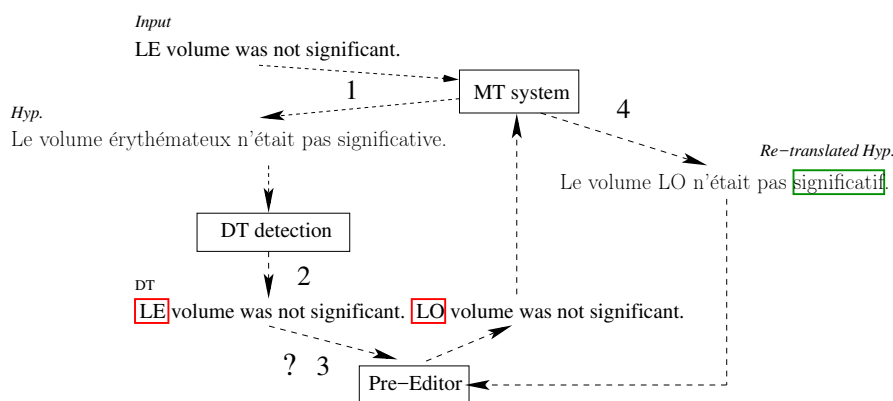 Input
LE volume was not significant.
1
MT system
4
Hyp.
Le volume érythémateux n'était pas significative.
Re−translated Hyp.
Le volume LO n'était pas significatif.
DT detection
2
DT
LE volume was not significant. LO volume was not significant.
? 3
Pre−Editor